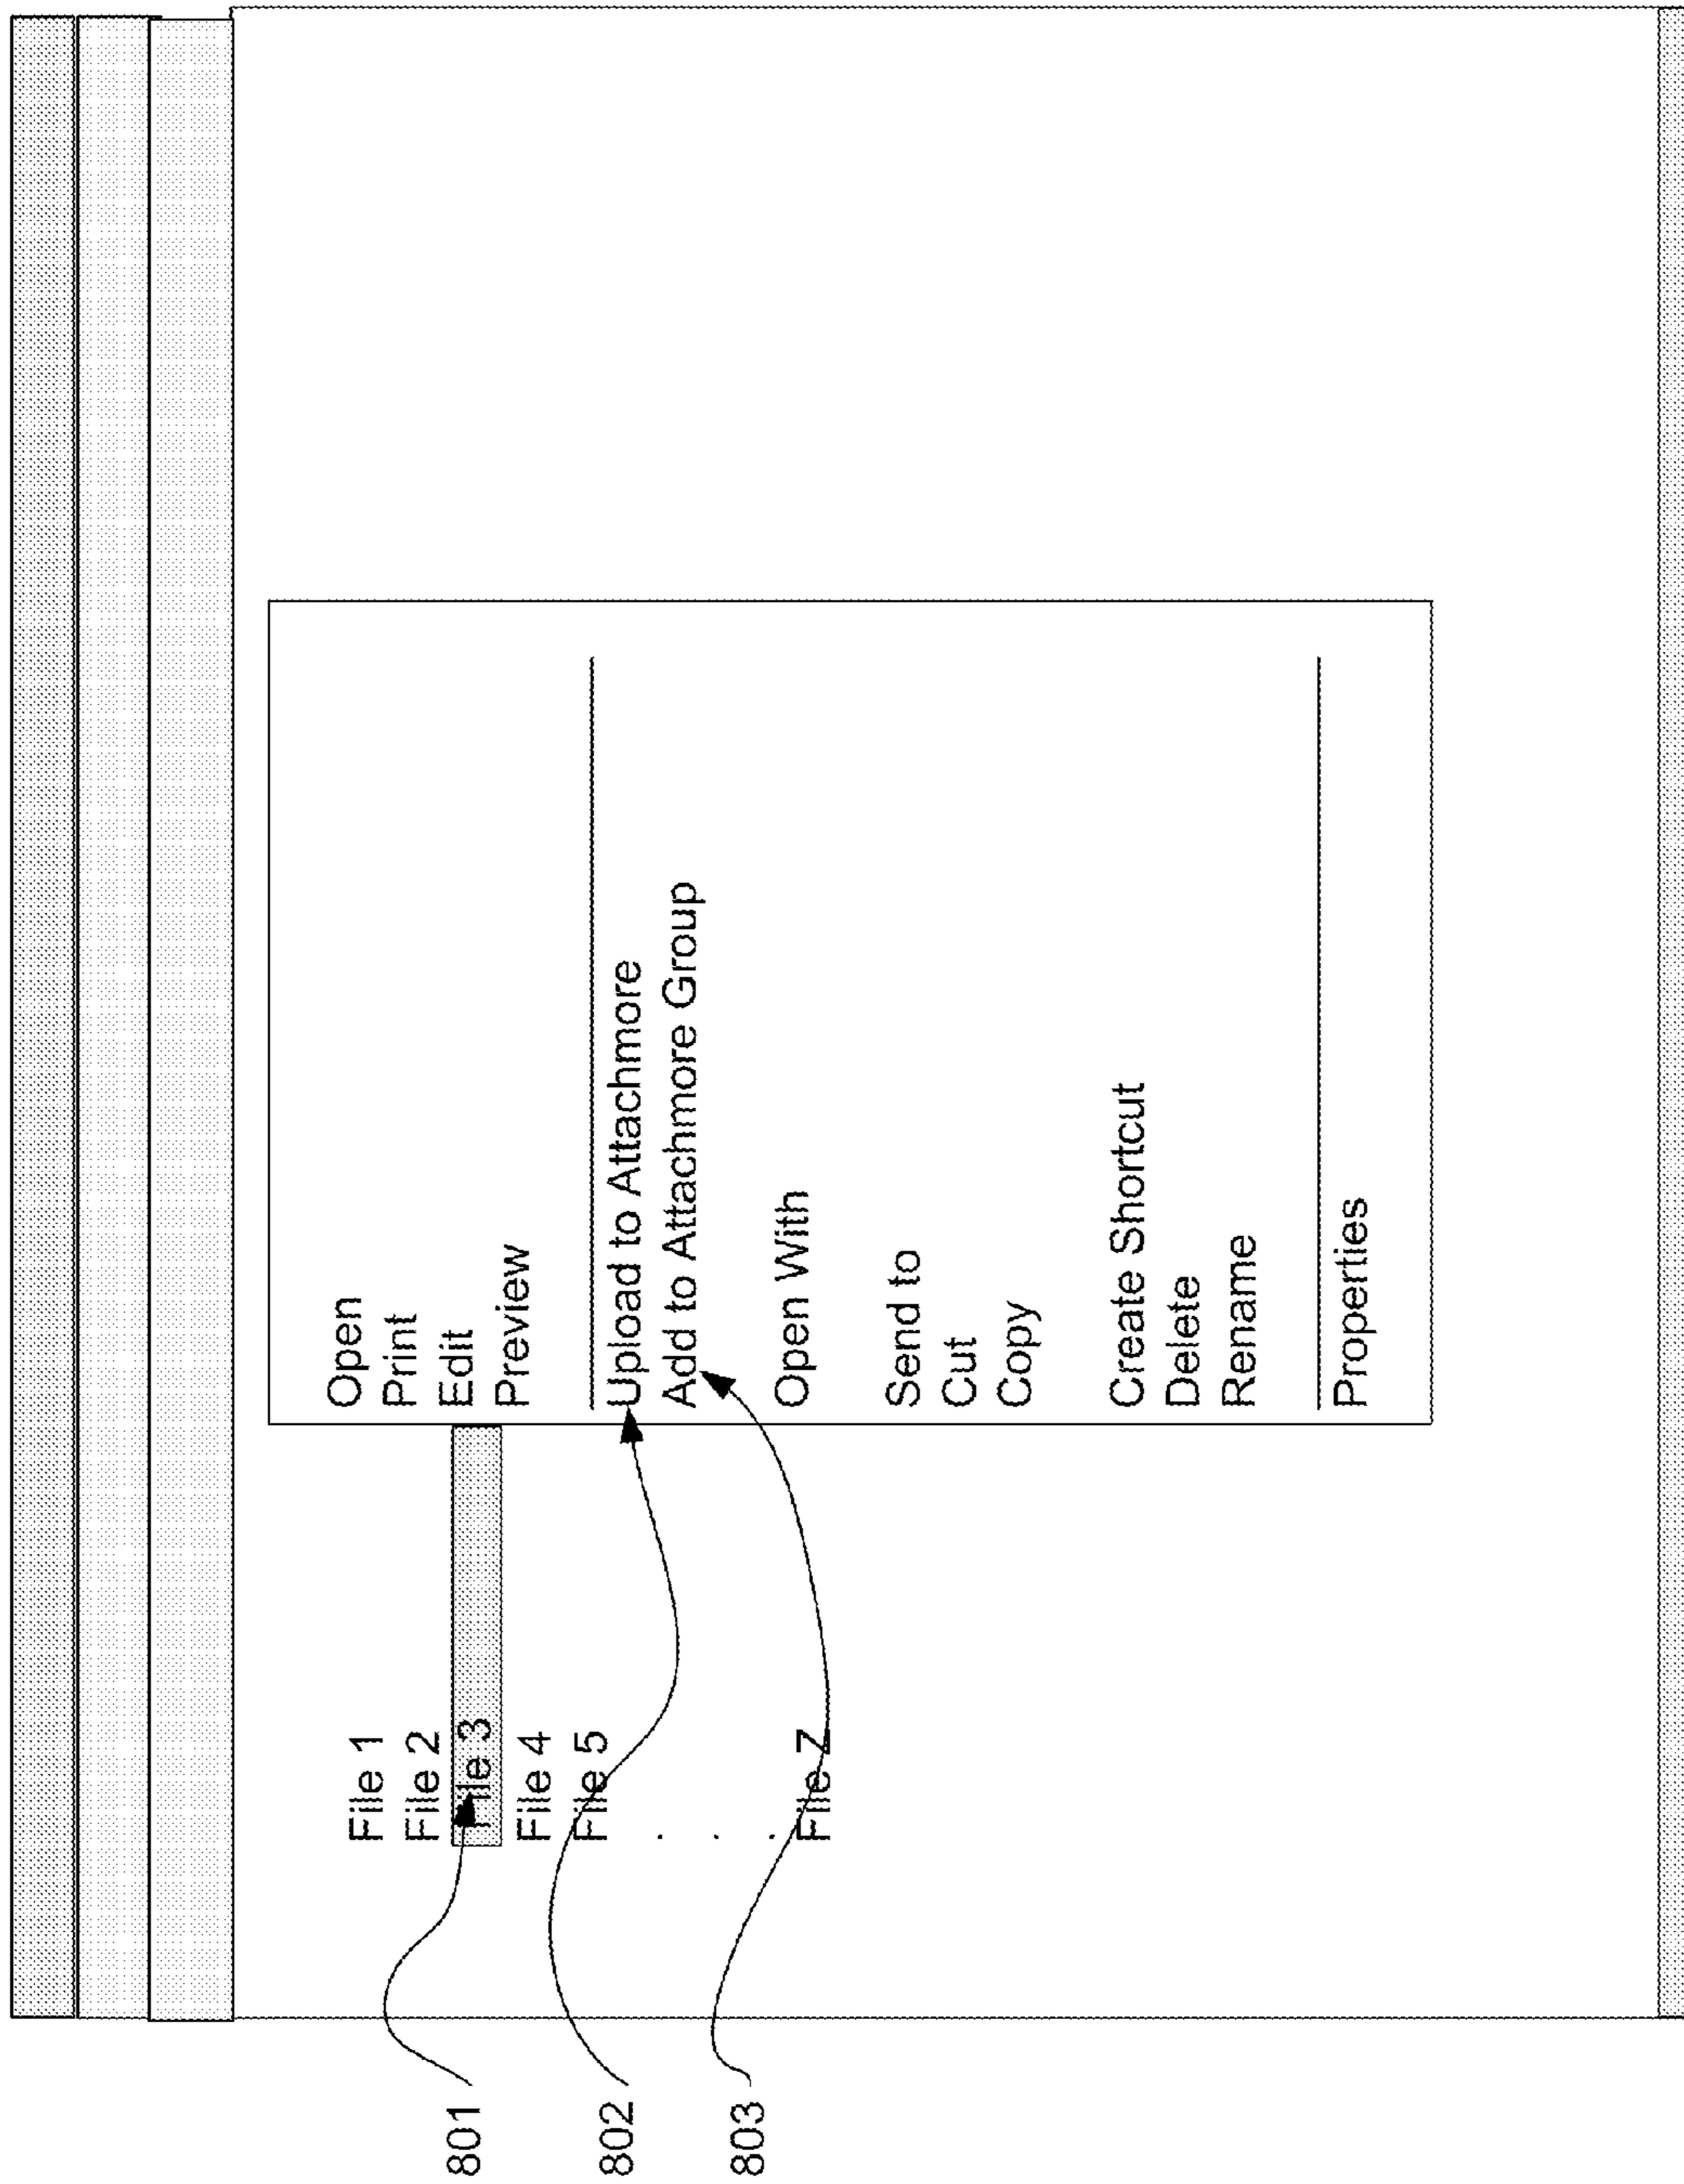 801
802
803
File 1
File 2
File 3
File 4
File 5
.
.
.
File Z
Open
Print
Edit
Preview
Upload to Attachmore
Add to Attachmore Group
Open With
Send to
Cut
Copy
Create Shortcut
Delete
Rename
Properties